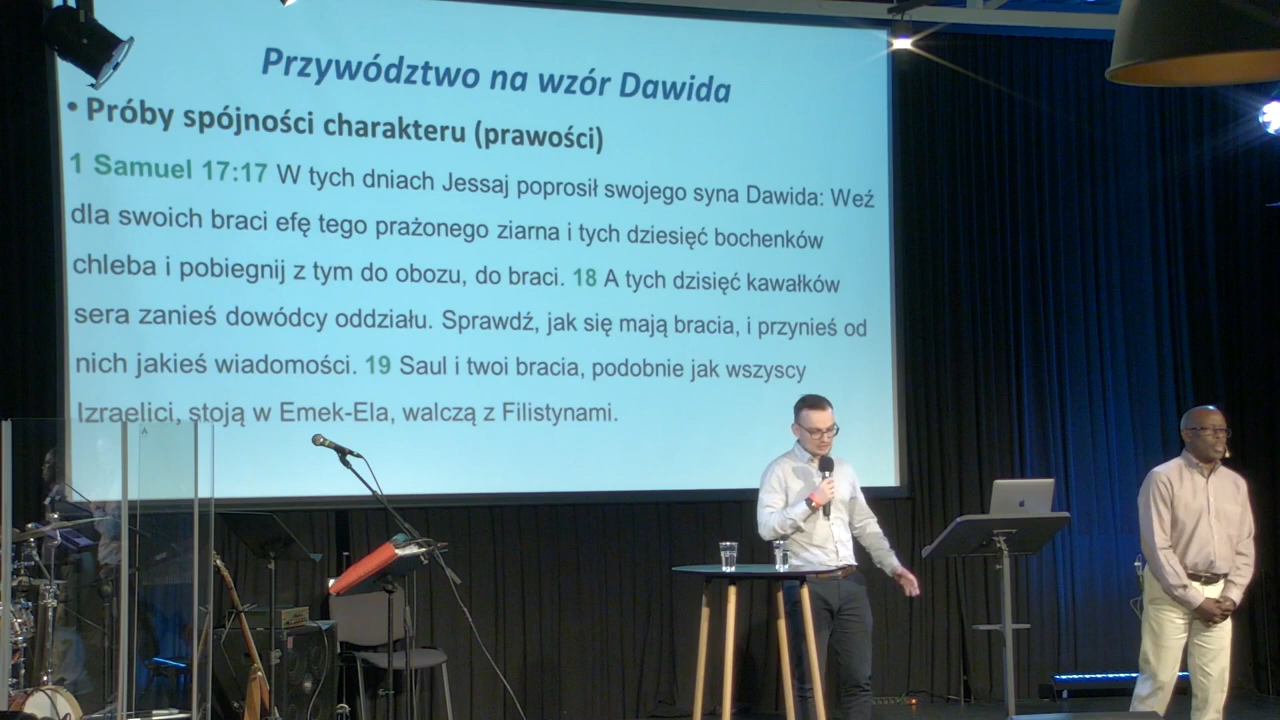 Przywództwo na wzór Dawida
• Próby spójności charakteru (prawości)
1 Samuel 17:17 W tych dniach Jessaj poprosił swojego syna Dawida: Weź
dla swoich braci efę tego prażonego ziarna i tych dziesięć bochenków
chleba i pobiegnij z tym do obozu, do braci. 18 A tych dzisięć kawałków
sera zanieś dowódcy oddziału. Sprawdź, jak się mają bracia, i przynieś od
nich jakieś wiadomości. 19 Saul i twoi bracia, podobnie jak wszyscy
Izraelici, stoją w Emek-Ela, walczą z Filistynami.